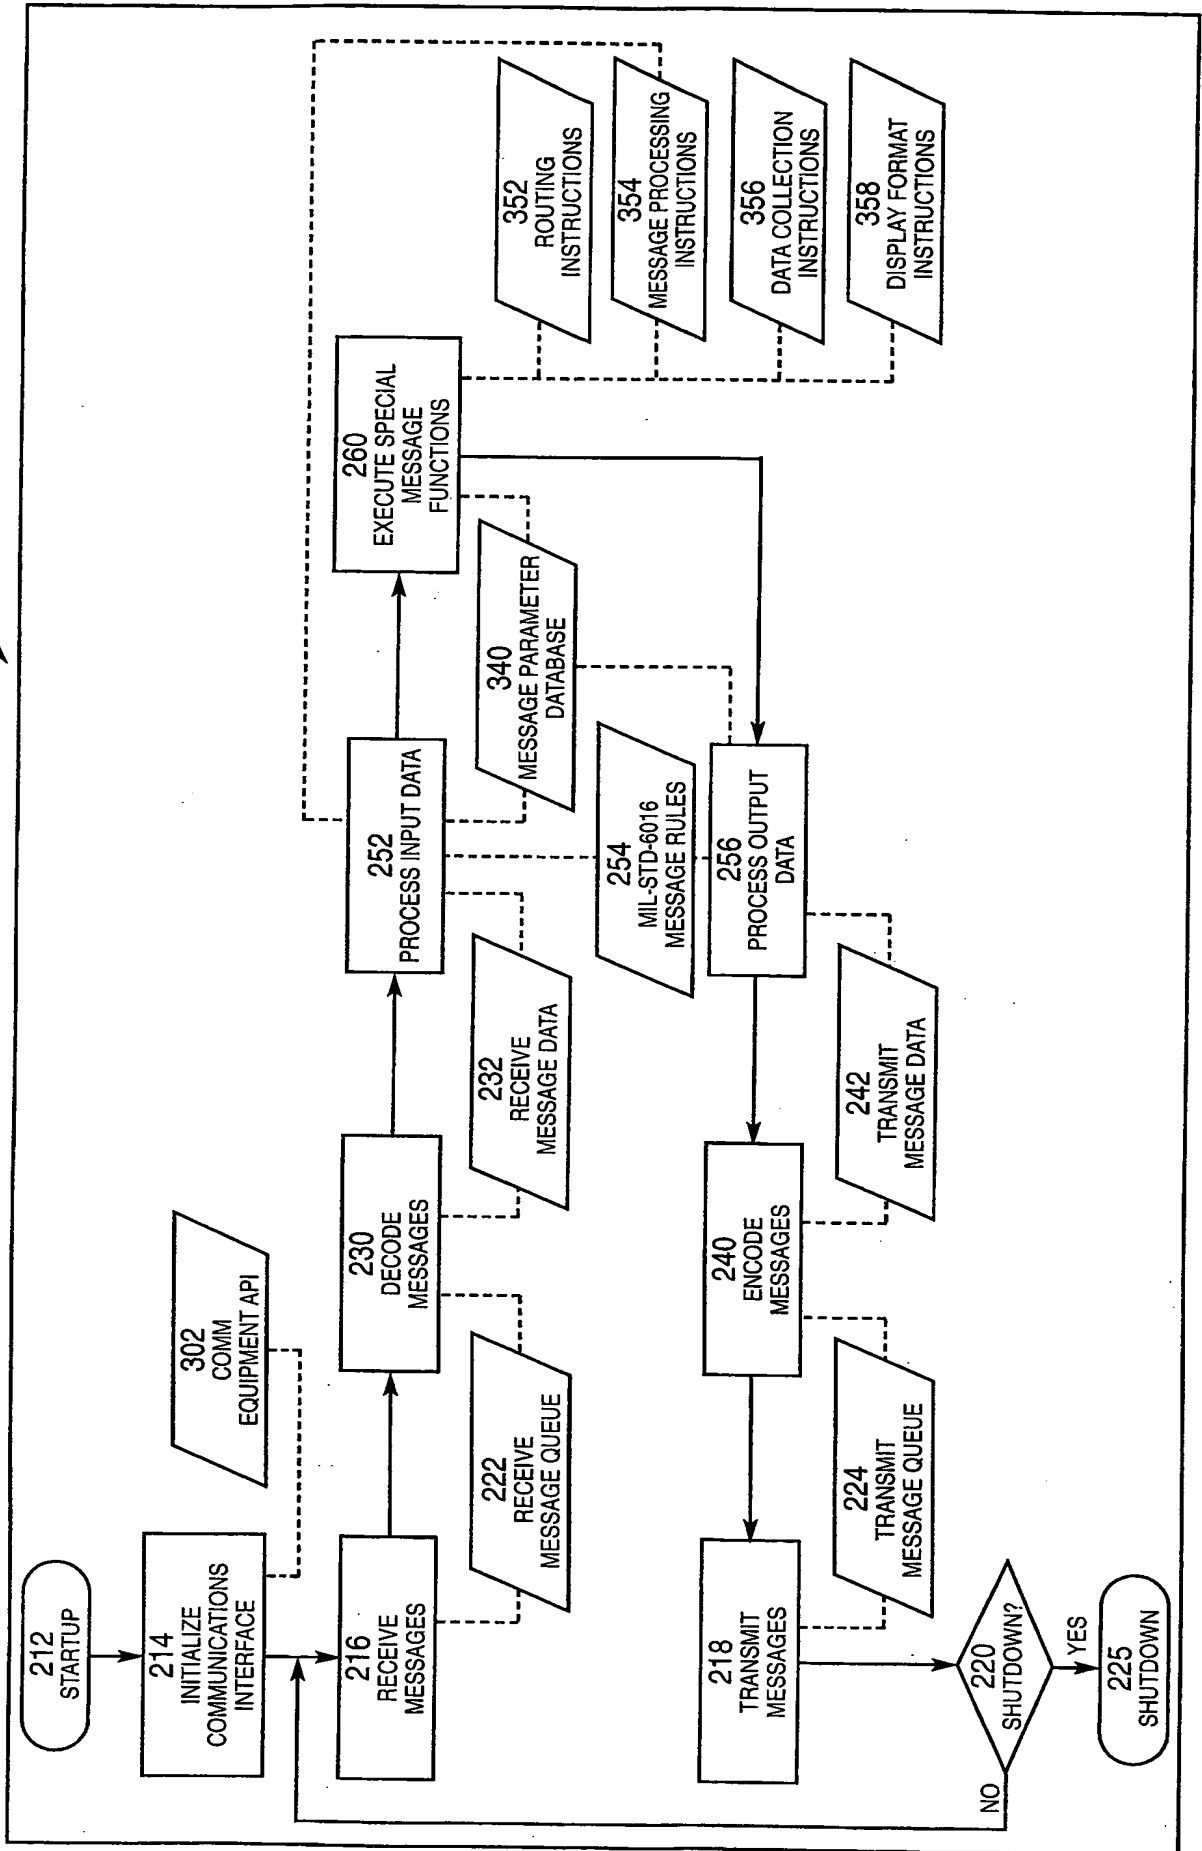 212
STARTUP
214
INITIALIZE
COMMUNICATIONS
INTERFACE
302
COMM
EQUIPMENT API
216
RECEIVE
MESSAGES
222
RECEIVE
MESSAGE QUEUE
230
DECODE
MESSAGES
232
RECEIVE
MESSAGE DATA
252
PROCESS INPUT DATA
340
MESSAGE PARAMETER
DATABASE
260
EXECUTE SPECIAL
MESSAGE
FUNCTIONS
352
ROUTING
INSTRUCTIONS
354
MESSAGE PROCESSING
INSTRUCTIONS
356
DATA COLLECTION
INSTRUCTIONS
358
DISPLAY FORMAT
INSTRUCTIONS
254
MIL-STD-6016
MESSAGE RULES
256
PROCESS OUTPUT
DATA
242
TRANSMIT
MESSAGE DATA
240
ENCODE
MESSAGES
224
TRANSMIT
MESSAGE QUEUE
218
TRANSMIT
MESSAGES
220
SHUTDOWN?
NO
YES
225
SHUTDOWN